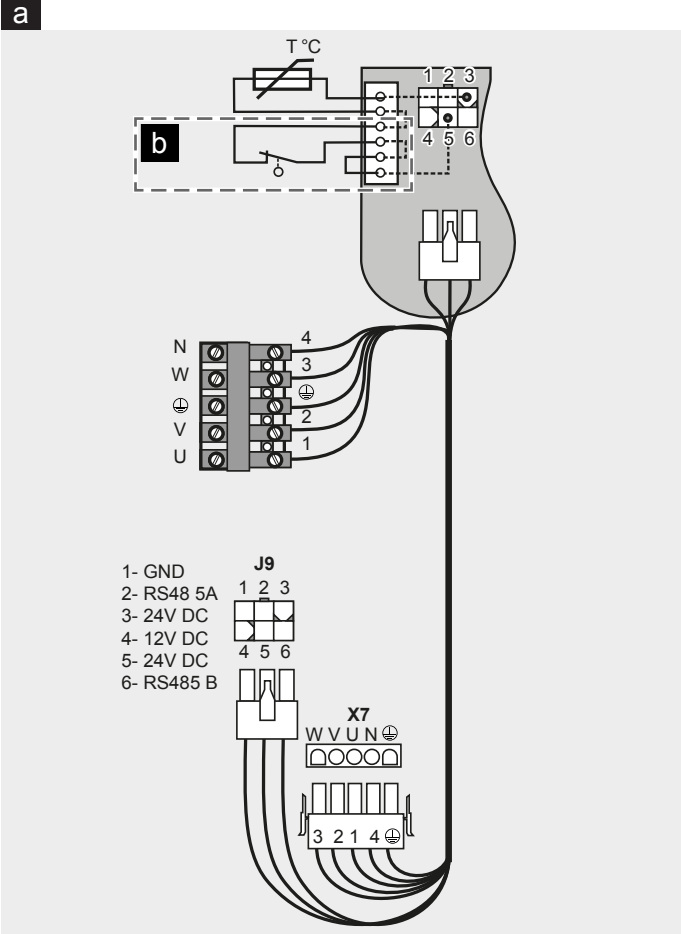 a
T °C
1 2 3
b
4 5 6
N
4
W
3
2
V
1
U
J9
1- GND
2- RS48 5A
3- 24V DC
4- 12V DC
5- 24V DC
6- RS485 B
1 2 3
4 5 6
X7
W V U N ⏚
3 2 1 4 ⏚